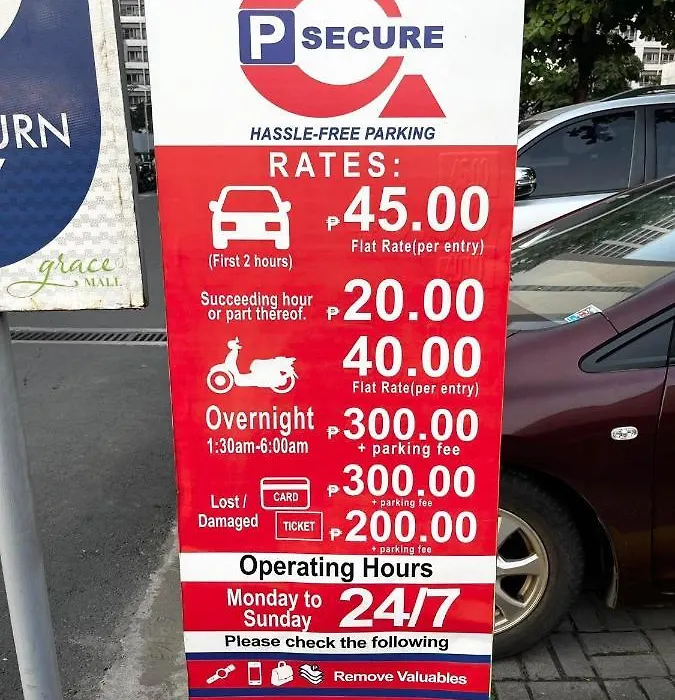 URN
grace
MALL
P SECURE
HASSLE-FREE PARKING
RATES:
₱45.00
Flat Rate(per entry)
(First 2 hours)
Succeeding hour
or part thereof.
₱20.00
40.00
Flat Rate(per entry)
Overnight
1:30am-6:00am
₱300.00
+ parking fee
Lost /
Damaged
CARD
₱300.00
+ parking fee
TICKET
₱200.00
+ parking fee
Operating Hours
Monday to
Sunday
24/7
Please check the following
Remove Valuables